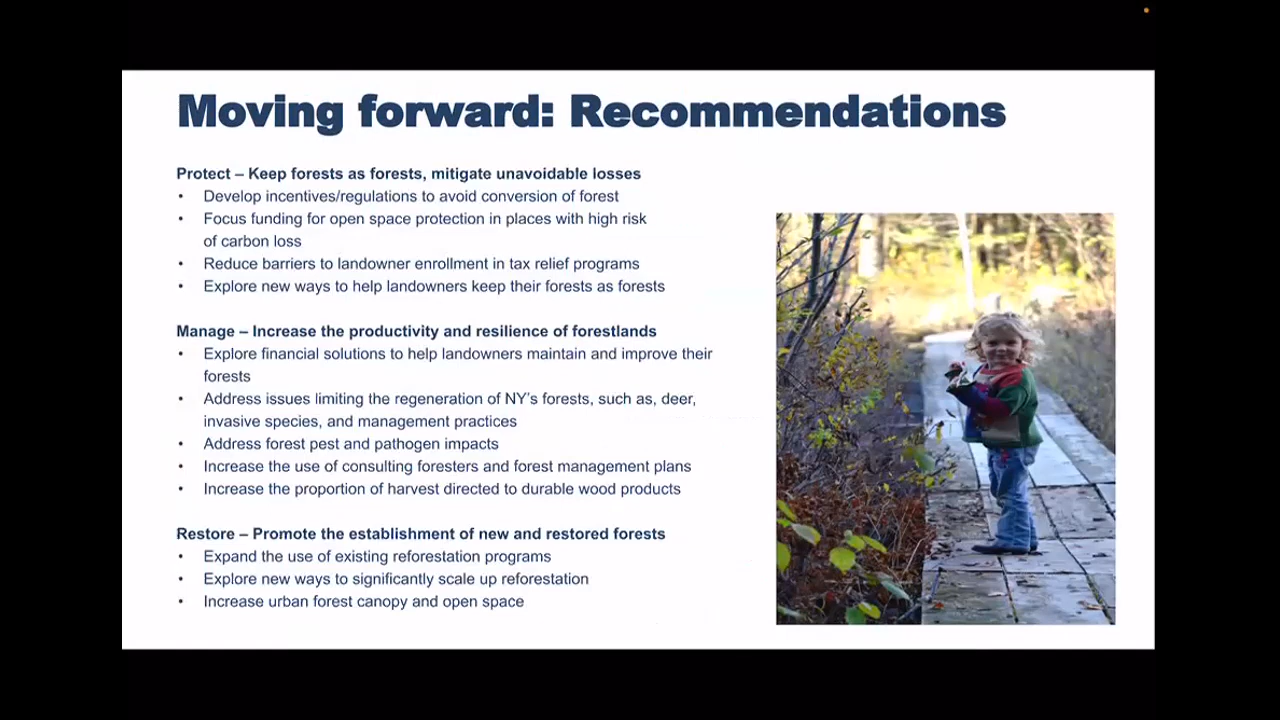 Moving forward: Recommendations
Protect – Keep forests as forests, mitigate unavoidable losses
• Develop incentives/regulations to avoid conversion of forest
• Focus funding for open space protection in places with high risk
of carbon loss
• Reduce barriers to landowner enrollment in tax relief programs
• Explore new ways to help landowners keep their forests as forests
Manage – Increase the productivity and resilience of forestlands
• Explore financial solutions to help landowners maintain and improve their
forests
• Address issues limiting the regeneration of NY’s forests, such as, deer,
invasive species, and management practices
• Address forest pest and pathogen impacts
• Increase the use of consulting foresters and forest management plans
• Increase the proportion of harvest directed to durable wood products
Restore – Promote the establishment of new and restored forests
• Expand the use of existing reforestation programs
• Explore new ways to significantly scale up reforestation
• Increase urban forest canopy and open space